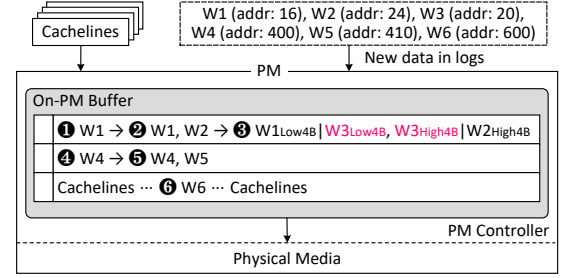 Cachelines
W1 (addr: 16), W2 (addr: 24), W3 (addr: 20),
W4 (addr: 400), W5 (addr: 410), W6 (addr: 600)
New data in logs
PM
On-PM Buffer
❶ W1 → ❷ W1, W2 → ❸ W1Low4B|W3Low4B, W3High4B|W2High4B
❹ W4 → ❺ W4, W5
Cachelines ··· ❻ W6 ··· Cachelines
PM Controller
Physical Media